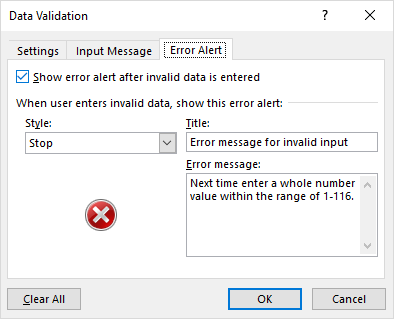 Data Validation ? ×
Settings Input Message Error Alert
Show error alert after invalid data is entered
When user enters invalid data, show this error alert:
Style: Title:
Stop Error message for invalid input
Error message:
Next time enter a whole number
value within the range of 1-116.
Clear All OK Cancel